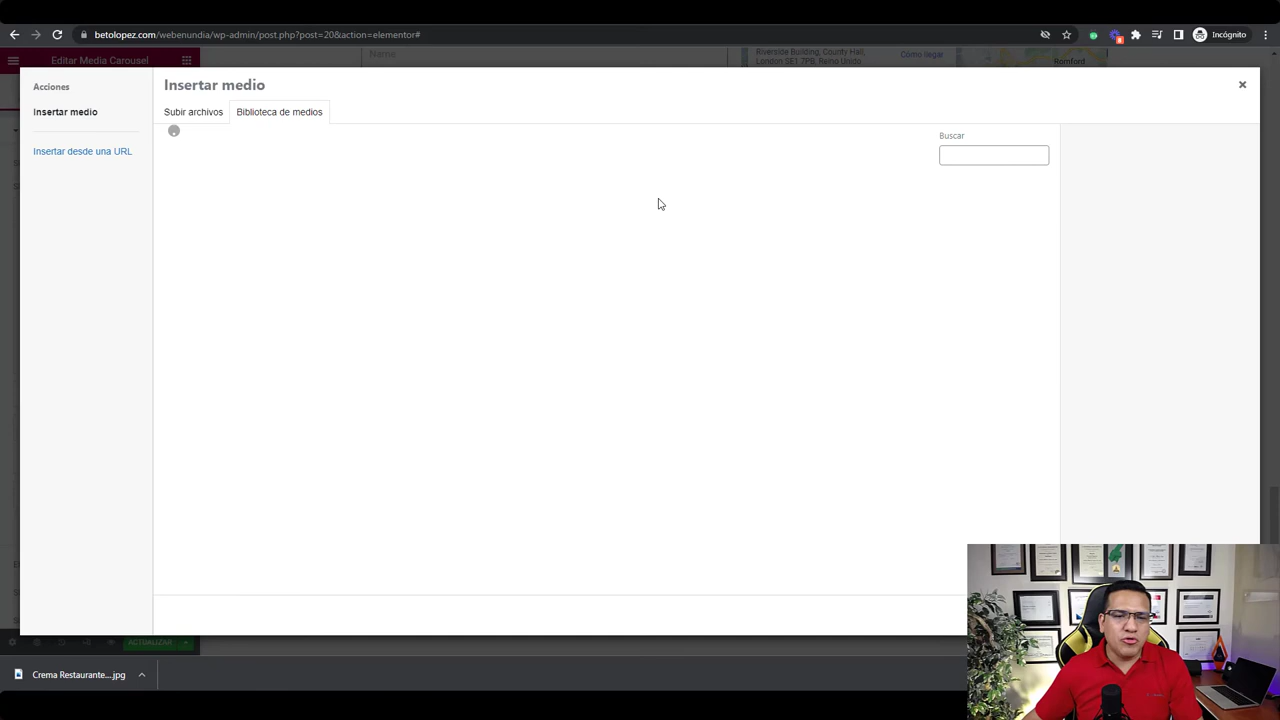 betolopez.com/webenundia/wp-admin/post.php?post=20&action=elementor#
Incógnito
Editar Media Carousel
Name
Riverside Building, County Hall,
London SE1 7PB, Reino Unido
Cómo llegar
Romford
Acciones
Insertar medio
Insertar desde una URL
Insertar medio
Subir archivos
Biblioteca de medios
Buscar
ACTUALIZAR
Crema Restaurante....jpg